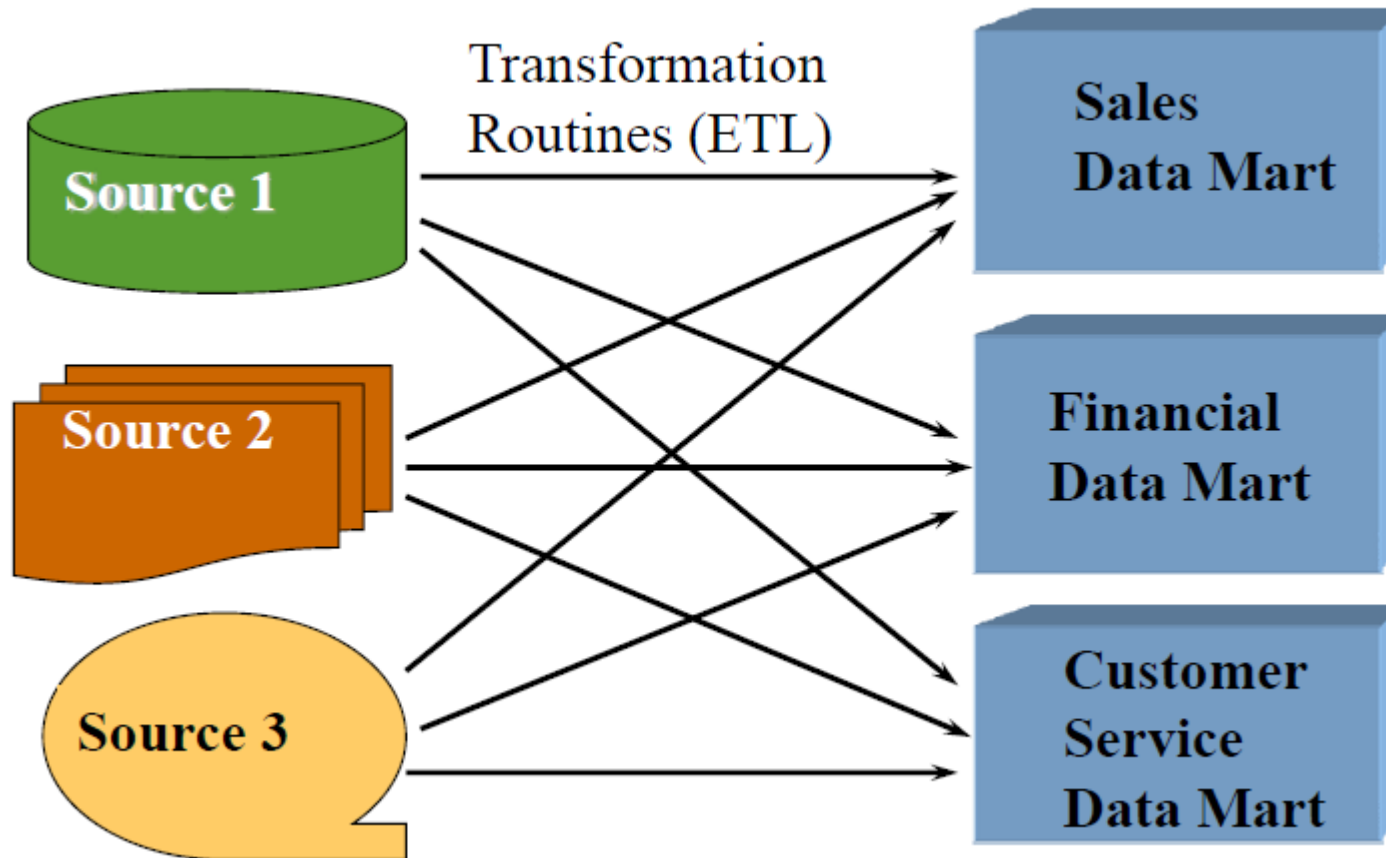 Transformation
Routines (ETL)
Source 1
Source 2
Source 3
Sales
Data Mart
Financial
Data Mart
Customer
Service
Data Mart